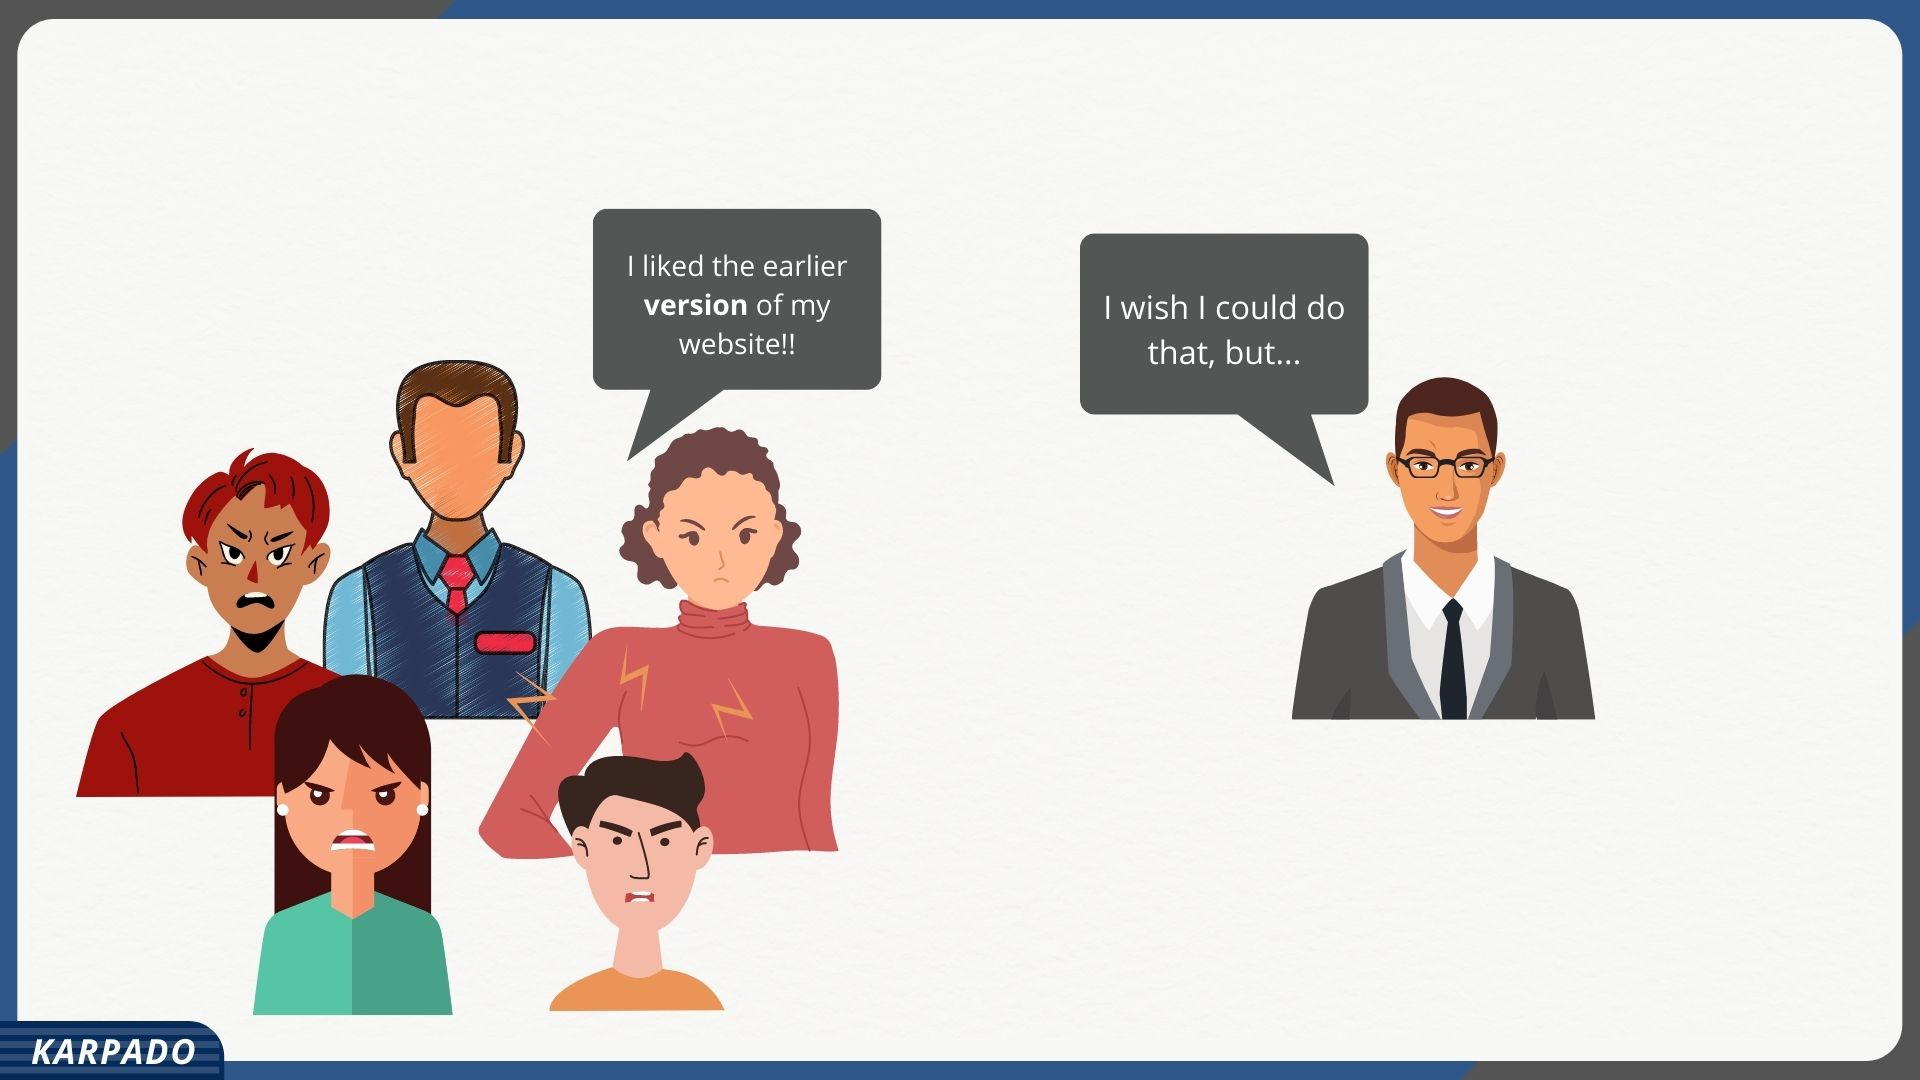 I liked the earlier
version of my
website!!
I wish I could do
that, but...
KARPADO